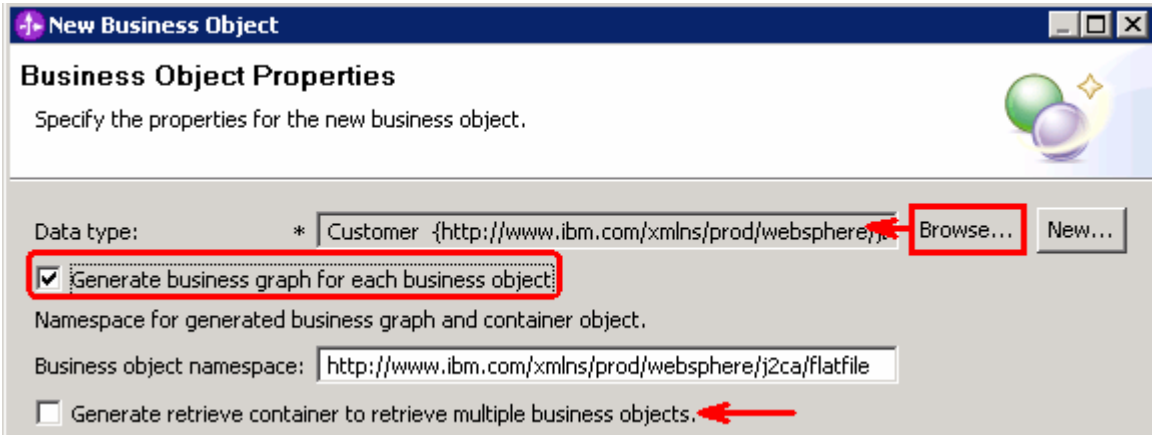 New Business Object
Business Object Properties
Specify the properties for the new business object.
Data type: * Customer {http://www.ibm.com/xmlns/prod/websphere/j Browse... New...
Generate business graph for each business object
Namespace for generated business graph and container object.
Business object namespace: http://www.ibm.com/xmlns/prod/websphere/j2ca/flatfile
Generate retrieve container to retrieve multiple business objects.